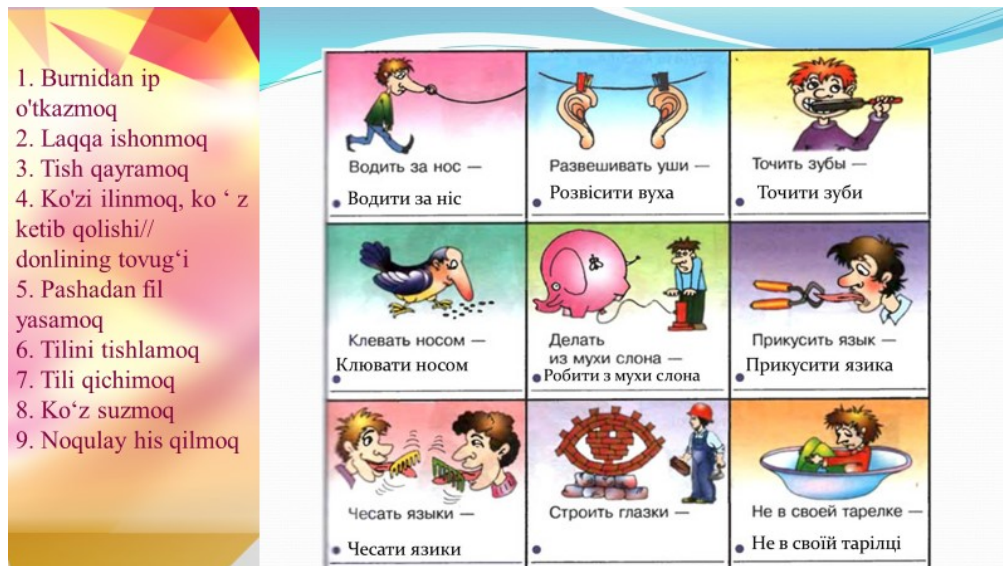 1. Burnidan ip
o'tkazmoq
2. Laqqa ishonmoq
3. Tish qayramoq
4. Ko'zi ilinmoq, ko ‘ z
ketib qolishi//
donlining tovug‘i
5. Pashadan fil
yasamoq
6. Tilini tishlamoq
7. Tili qichimoq
8. Ko‘z suzmoq
9. Noqulay his qilmoq
Водить за нос —
Водити за ніс
Развешивать уши —
Розвісити вуха
Точить зубы —
Точити зуби
Клевать носом —
Клювати носом
Делать
из мухи слона —
Робити з мухи слона
Прикусить язык —
Прикусити язика
Чесать языки —
Чесати язики
Строить глазки —
Не в своей тарелке —
Не в своїй тарілці